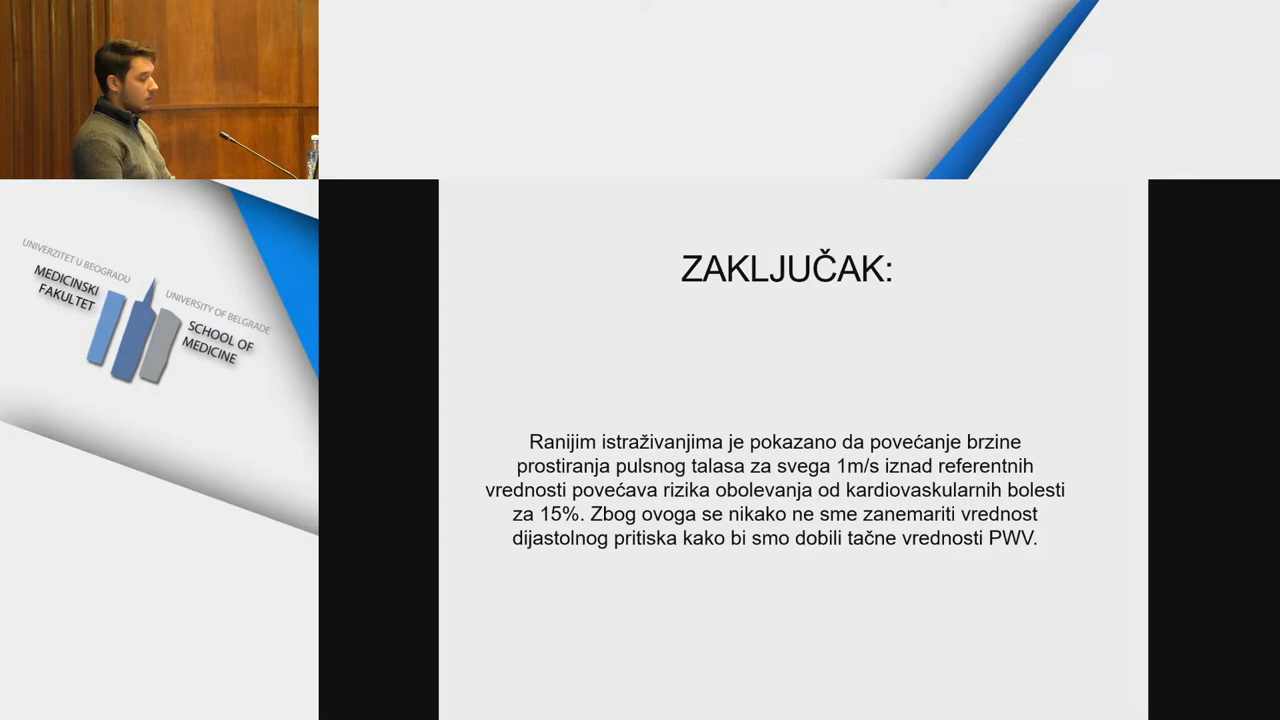 UNIVERZITET U BEOGRADU
MEDICINSKI
FAKULTET
UNIVERSITY OF BELGRADE
SCHOOL OF
MEDICINE
ZAKLJUČAK:
Ranijim istraživanjima je pokazano da povećanje brzine
prostiranja pulsnog talasa za svega 1m/s iznad referentnih
vrednosti povećava rizika obolevanja od kardiovaskularnih bolesti
za 15%. Zbog ovoga se nikako ne sme zanemariti vrednost
dijastolnog pritiska kako bi smo dobili tačne vrednosti PWV.